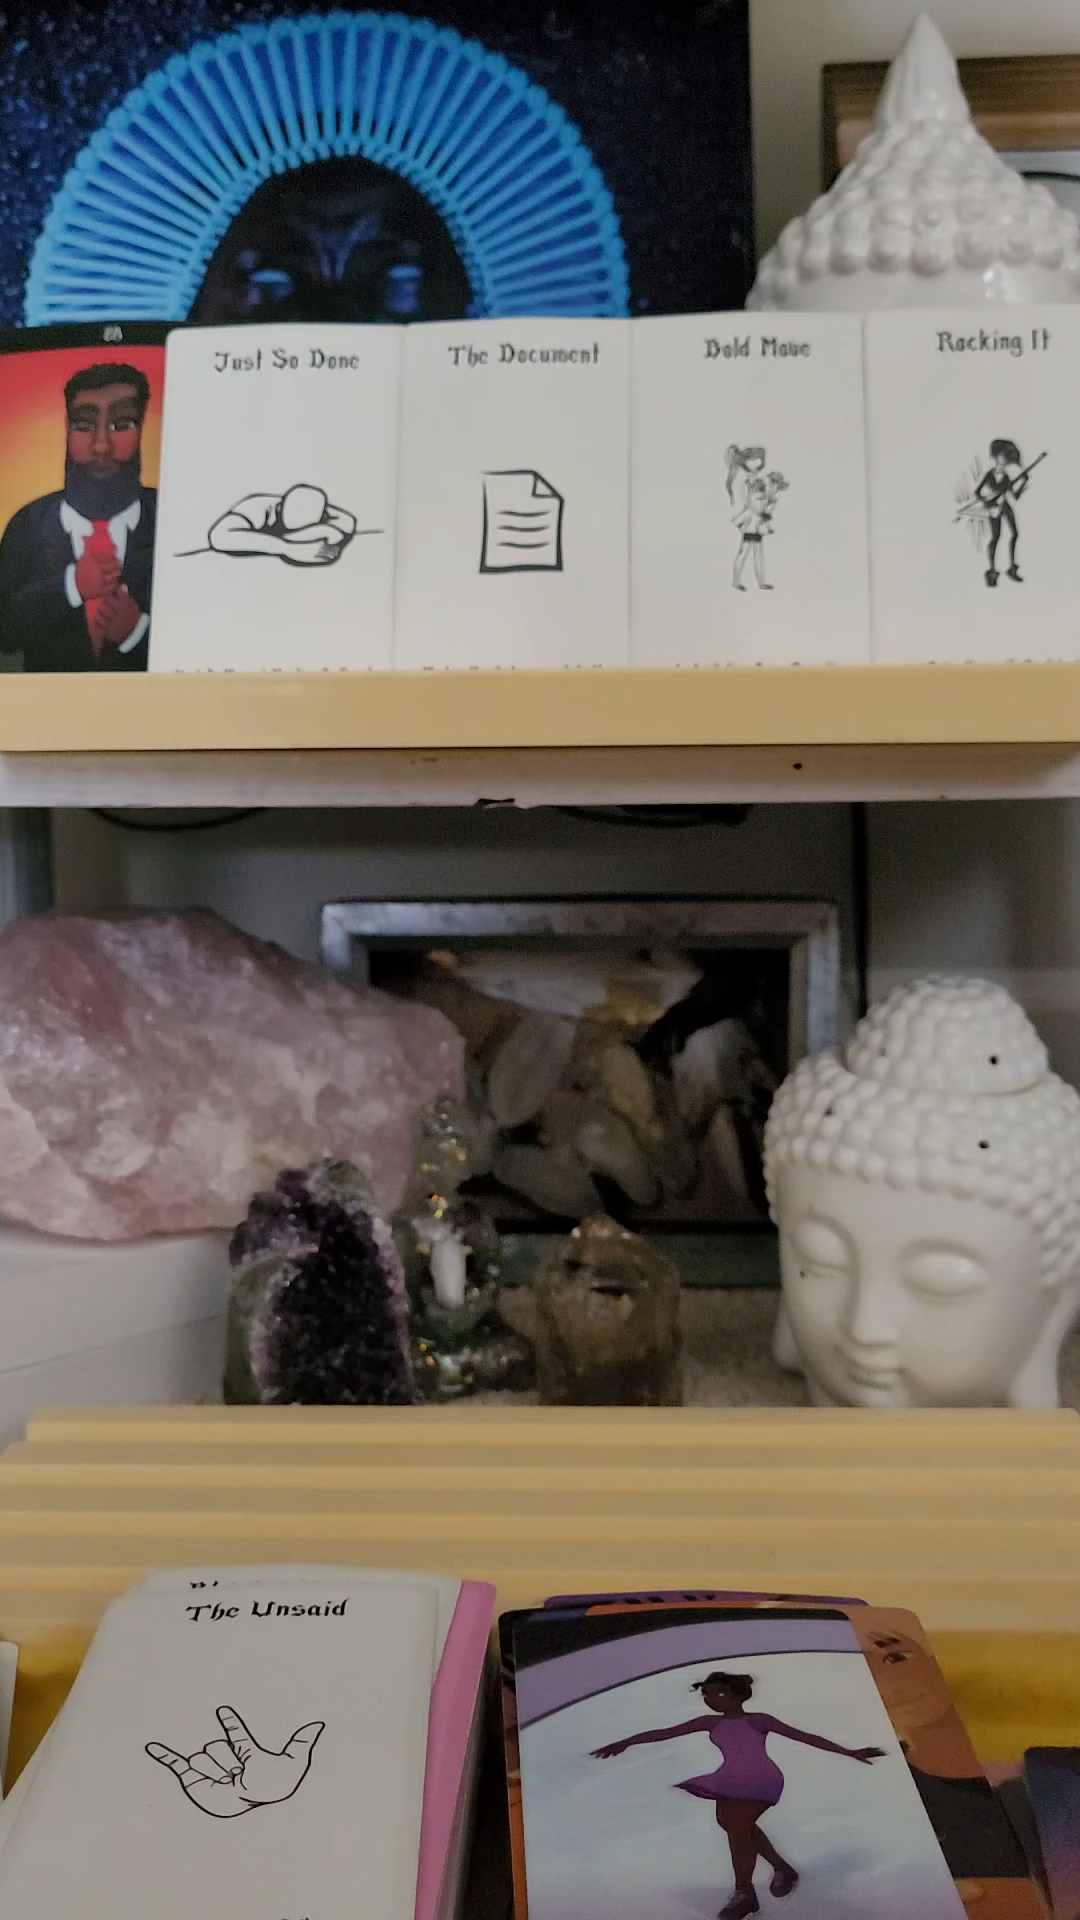 Just So Done
The Document
Bold Move
Rocking It
The Unsaid